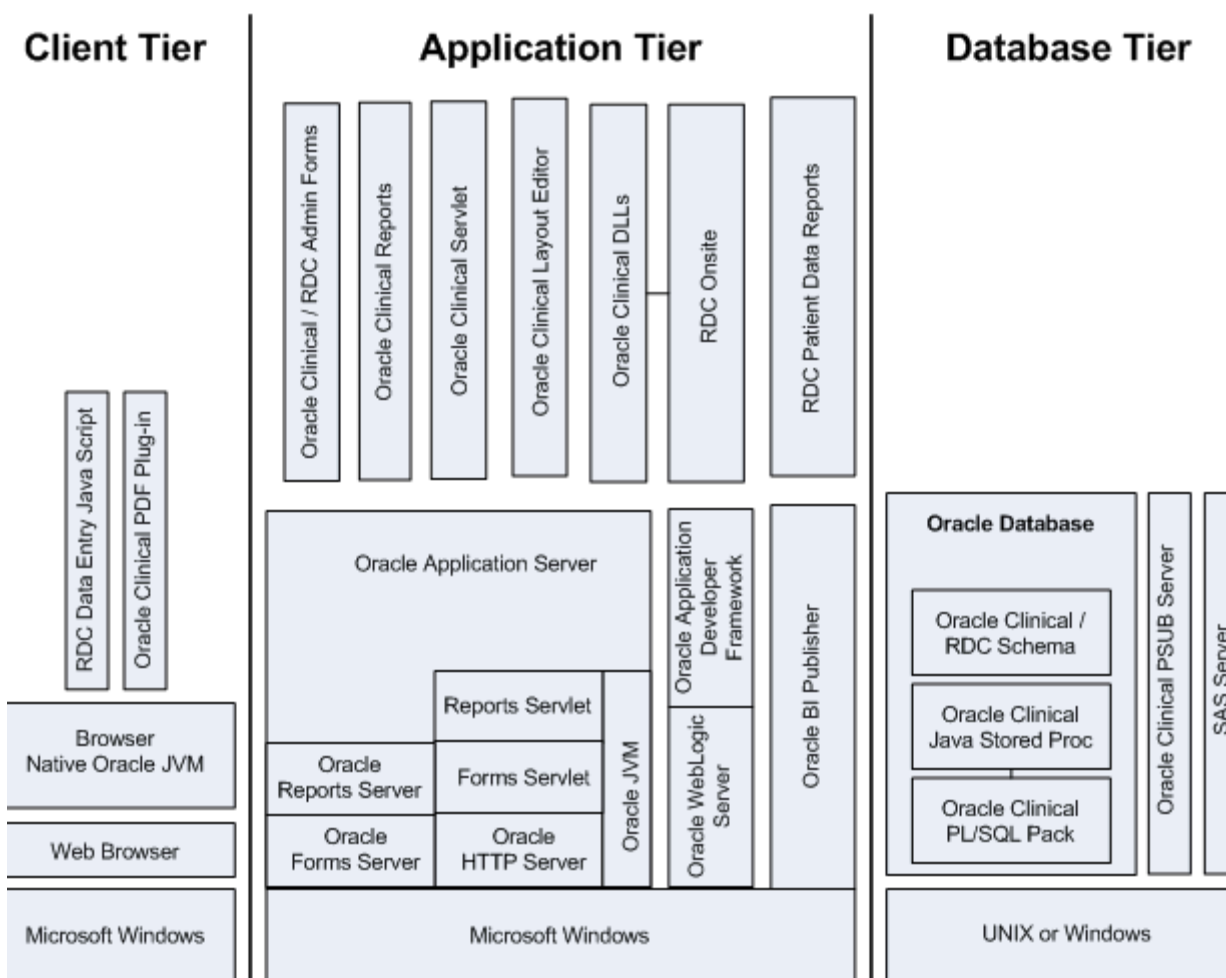 Client Tier
Application Tier
Database Tier
Oracle Clinical / RDC Admin Forms
Oracle Clinical Reports
Oracle Clinical Servlet
Oracle Clinical Layout Editor
Oracle Clinical DLLs
RDC Onsite
RDC Patient Data Reports
RDC Data Entry Java Script
Oracle Clinical PDF Plug-in
Browser
Native Oracle JVM
Web Browser
Microsoft Windows
Oracle Application Server
Reports Servlet
Oracle
Reports Server
Forms Servlet
Oracle
Forms Server
Oracle
HTTP Server
Oracle JVM
Oracle Application
Developer
Framework
Oracle WebLogic
Server
Oracle BI Publisher
Microsoft Windows
Oracle Database
Oracle Clinical /
RDC Schema
Oracle Clinical
Java Stored Proc
Oracle Clinical
PL/SQL Pack
Oracle Clinical PSUB Server
SAS Server
UNIX or Windows